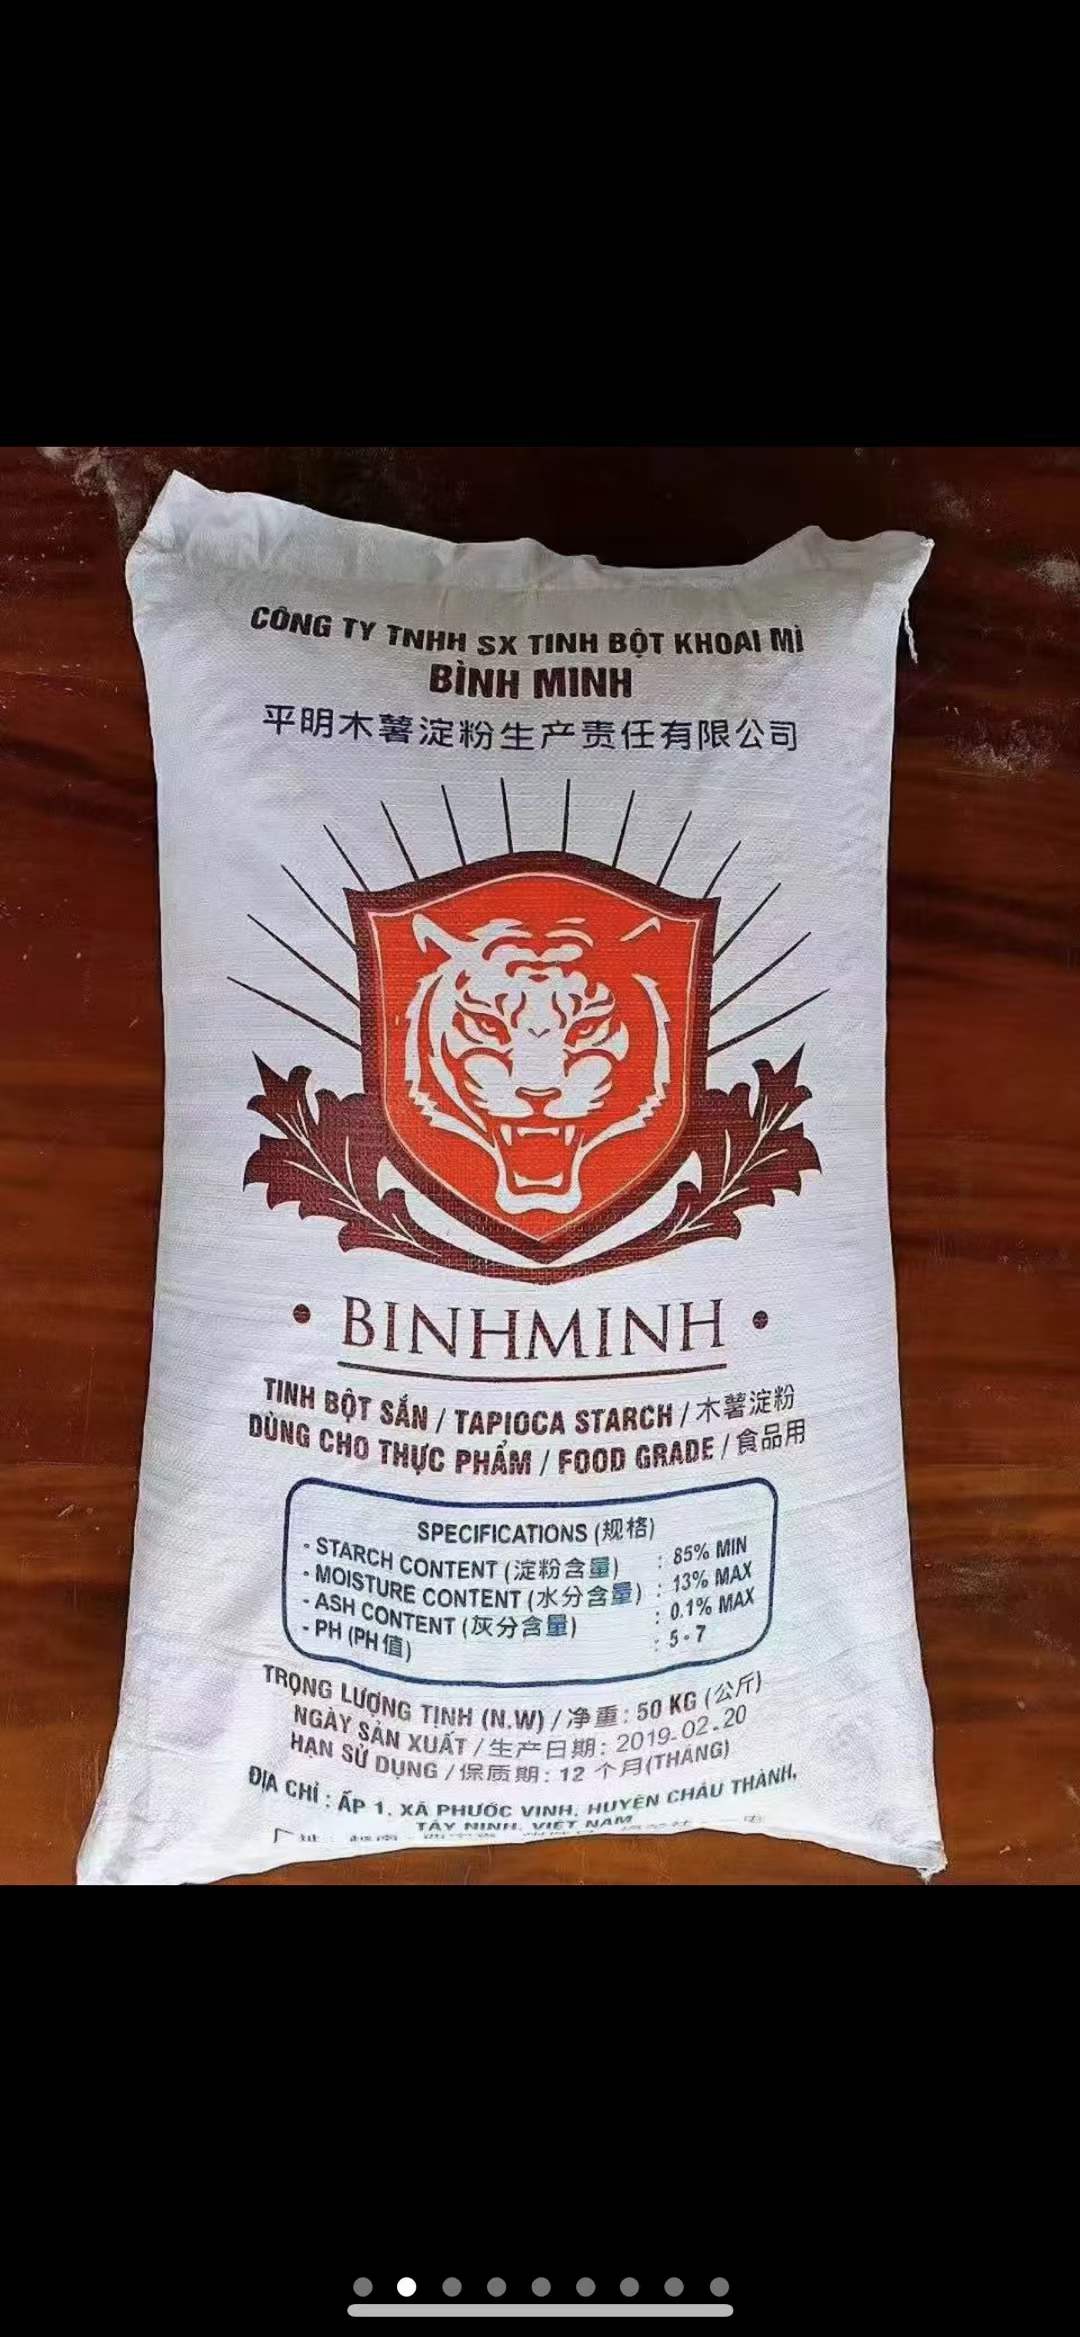 CÔNG TY TNHH SX TINH BỘT KHOAI MÌ
BÌNH MINH
平明木薯淀粉生产责任有限公司
• BINHMINH •
TINH BỘT SẮN / TAPIOCA STARCH / 木薯淀粉
DÙNG CHO THỰC PHẨM / FOOD GRADE / 食品用
SPECIFICATIONS (规格)
- STARCH CONTENT (淀粉含量) : 85% MIN
- MOISTURE CONTENT (水分含量) : 13% MAX
- ASH CONTENT (灰分含量) : 0.1% MAX
- PH (PH值) : 5 - 7
TRỌNG LƯỢNG TỊNH (N.W) / 净重: 50 KG (公斤)
NGÀY SẢN XUẤT / 生产日期: 2019.02.20
HẠN SỬ DỤNG / 保质期: 12 个月(THÁNG)
ĐỊA CHỈ : ẤP 1, XÃ PHƯỚC VINH, HUYỆN CHÂU THÀNH,
TÂY NINH, VIỆT NAM